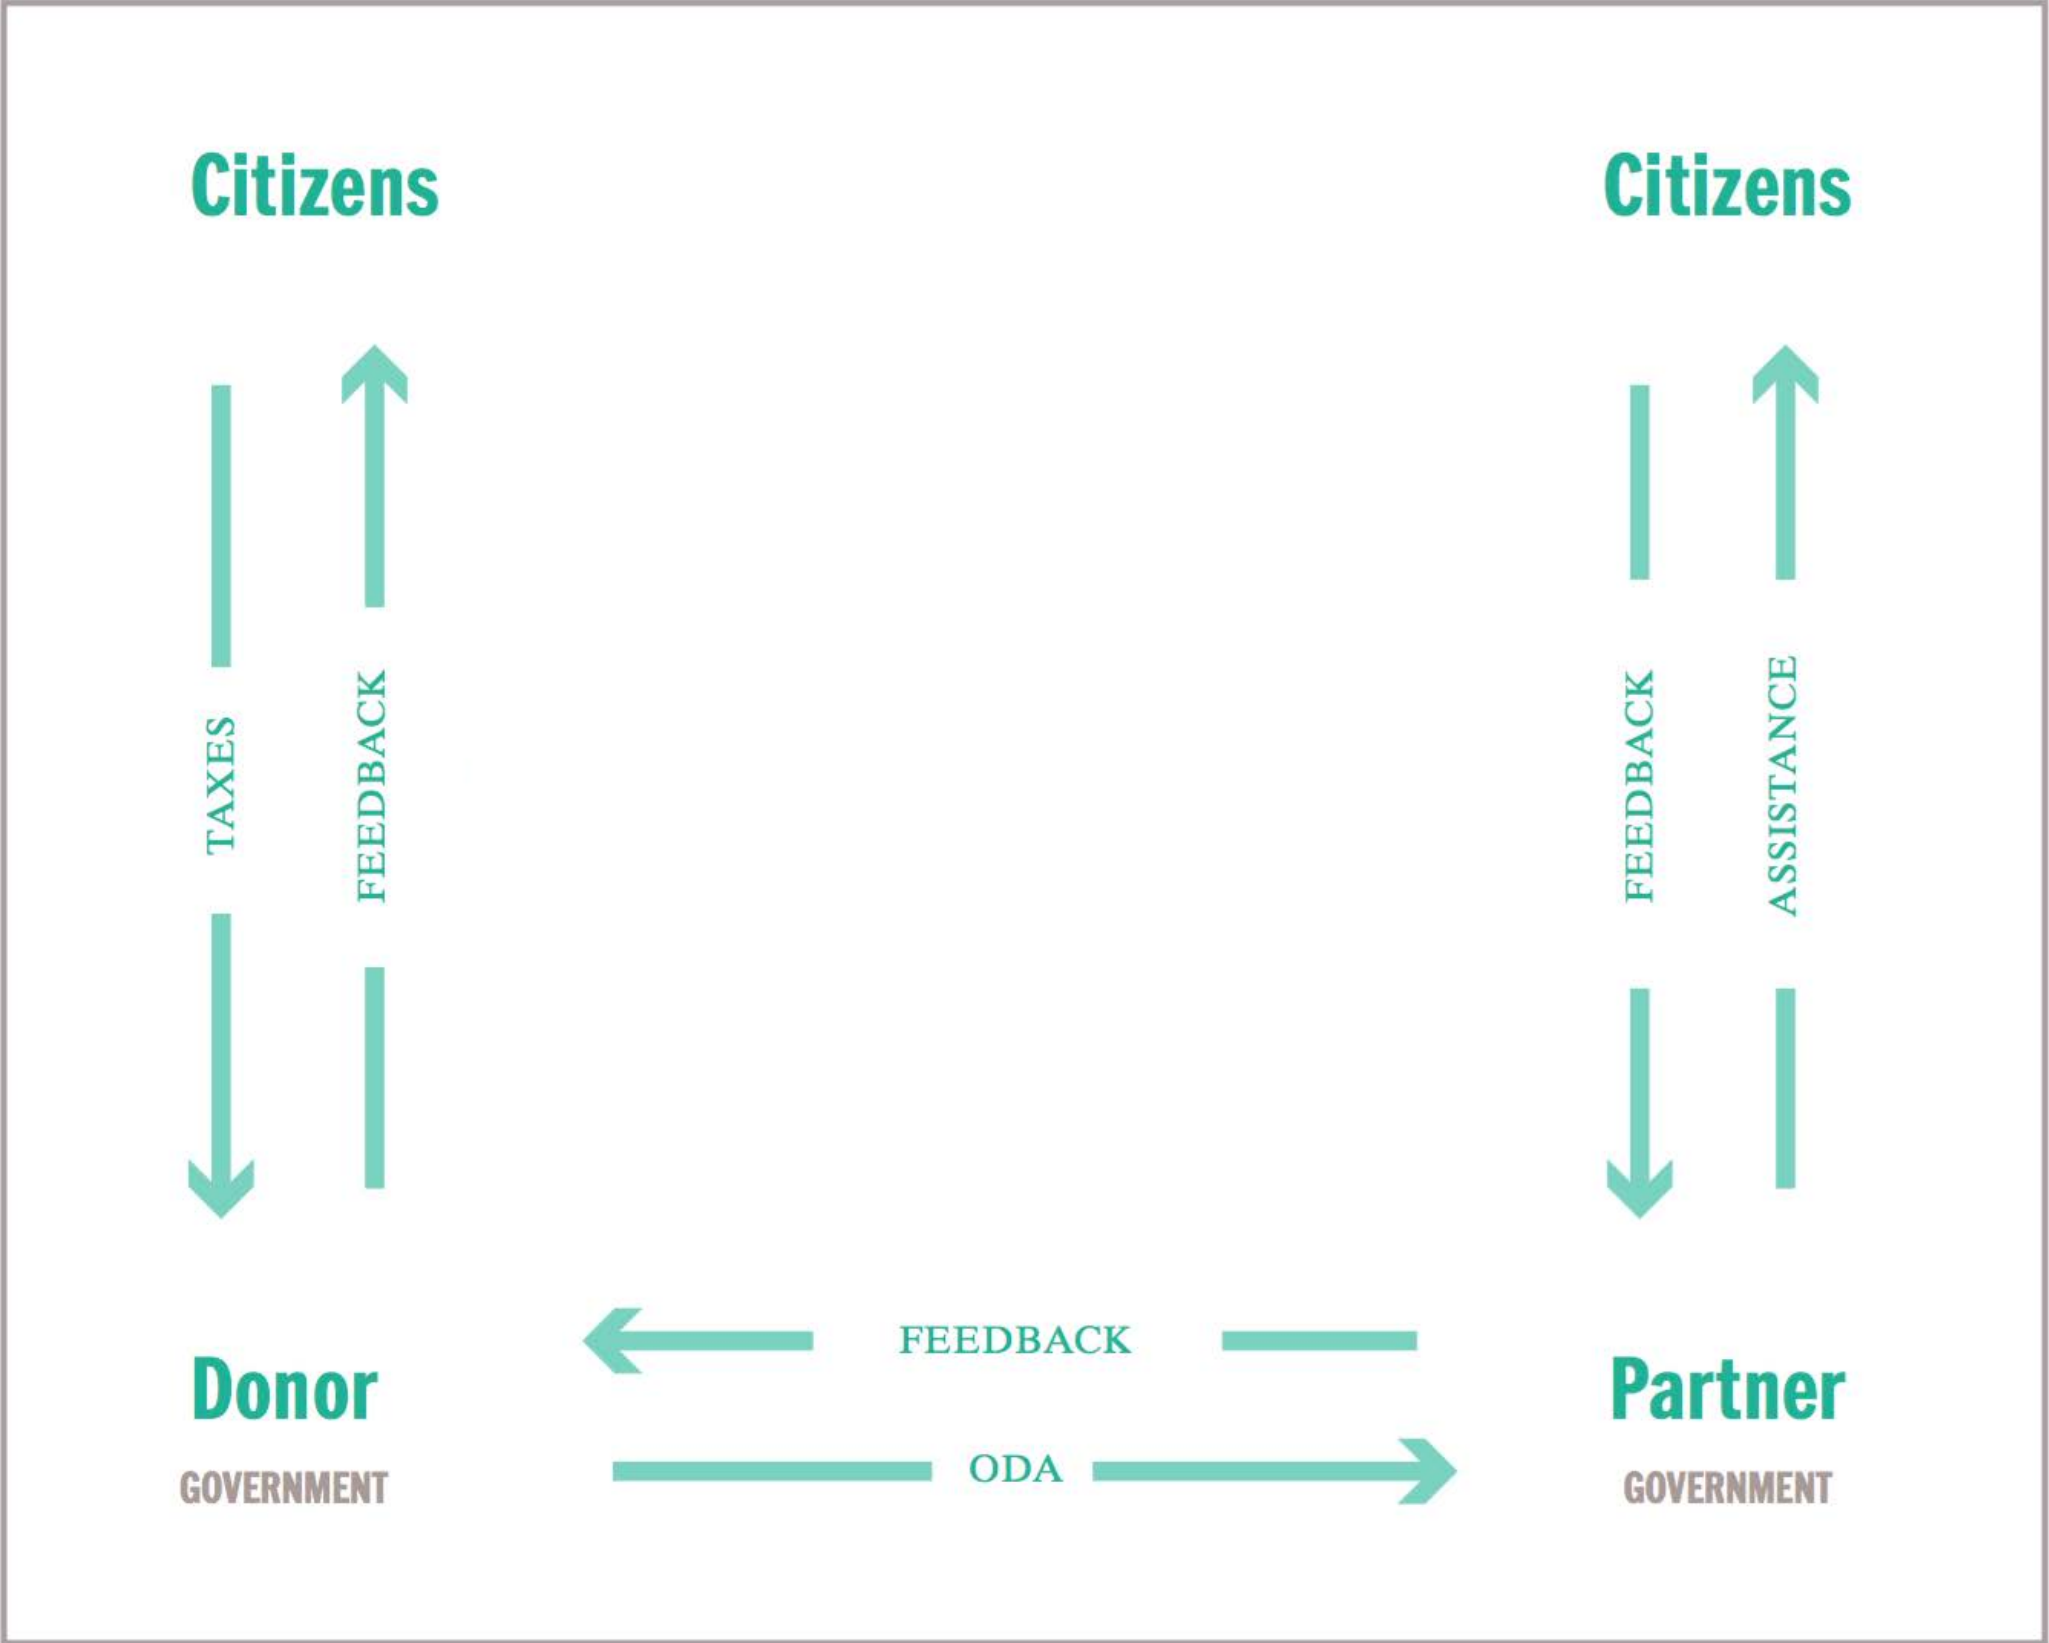 Citizens
Citizens
TAXES
FEEDBACK
FEEDBACK
ASSISTANCE
FEEDBACK
Donor
Partner
ODA
GOVERNMENT
GOVERNMENT